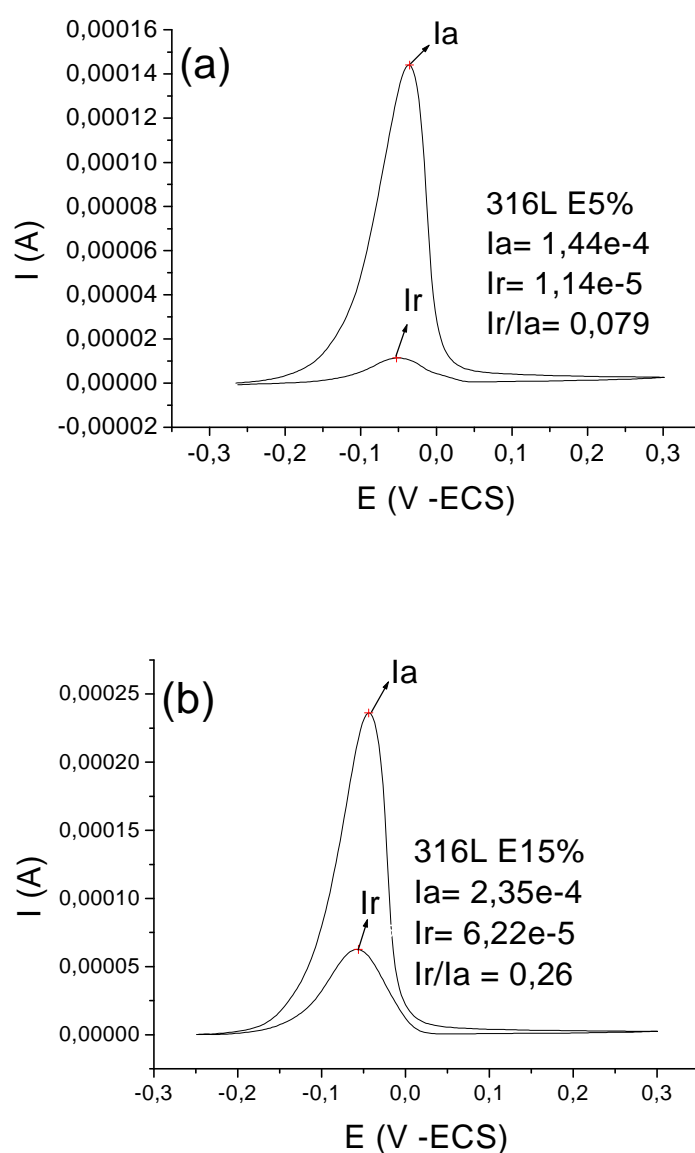 (a)
Ia
Ir
316L E5%
Ia= 1,44e-4
Ir= 1,14e-5
Ir/Ia= 0,079
I (A)
0,00016
0,00014
0,00012
0,00010
0,00008
0,00006
0,00004
0,00002
0,00000
-0,00002
-0,3 -0,2 -0,1 0,0 0,1 0,2 0,3
E (V -ECS)
(b)
Ia
Ir
316L E15%
Ia= 2,35e-4
Ir= 6,22e-5
Ir/Ia = 0,26
I (A)
0,00025
0,00020
0,00015
0,00010
0,00005
0,00000
-0,3 -0,2 -0,1 0,0 0,1 0,2 0,3
E (V -ECS)